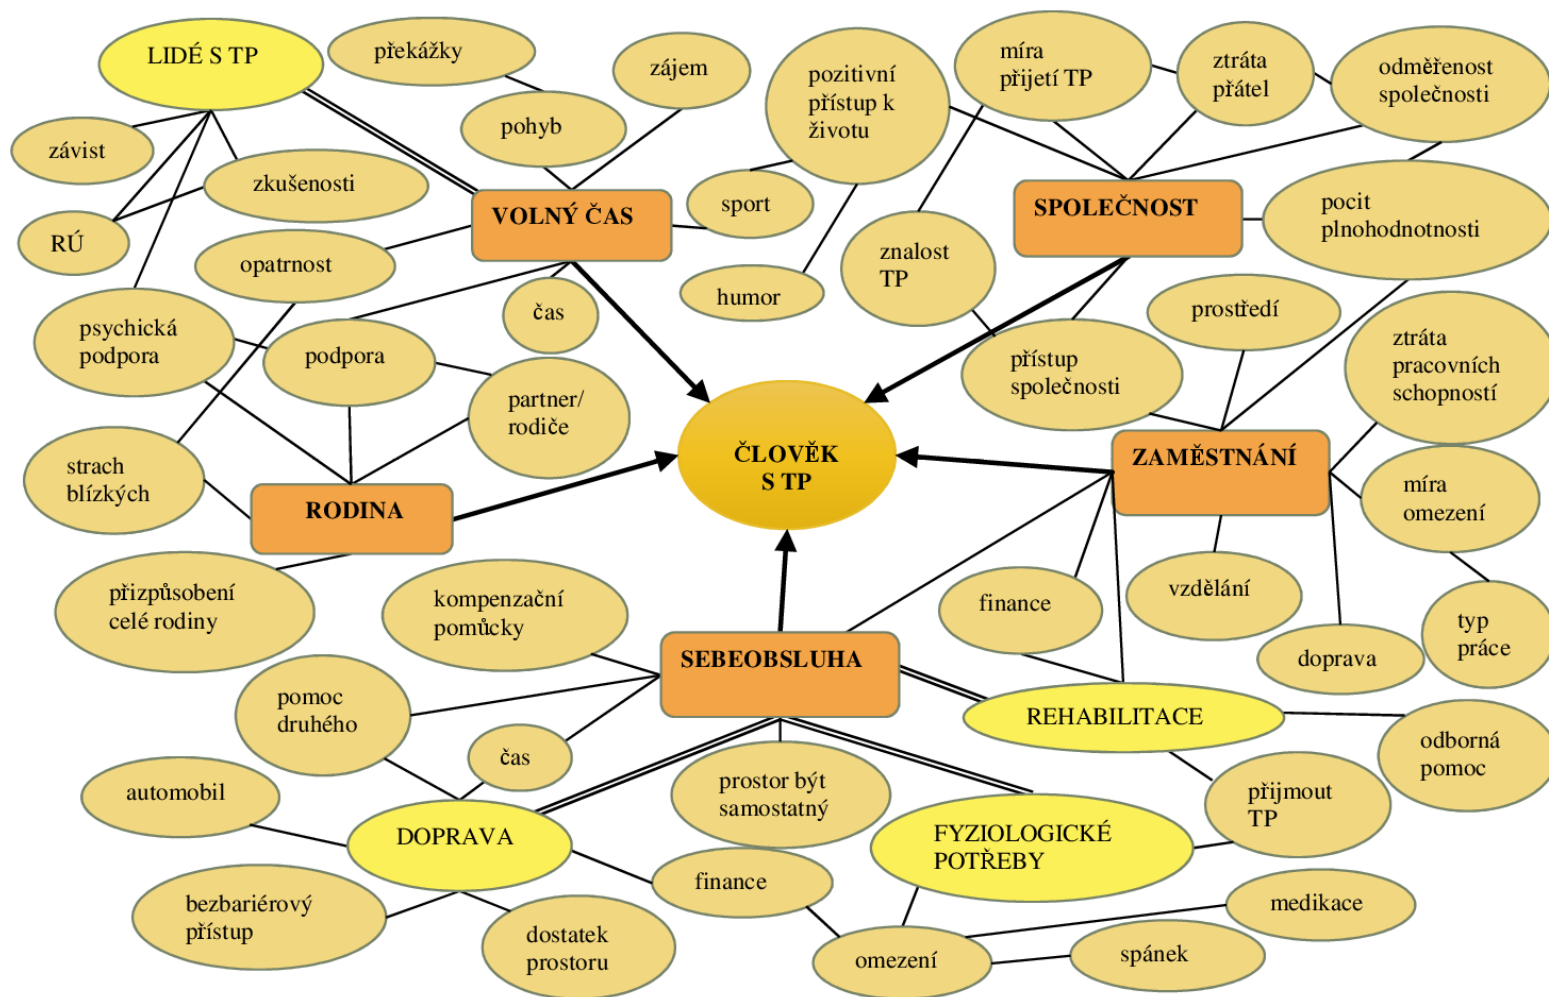 LIDÉ S TP
překážky
zájem
pohyb
pozitivní
přístup k
životu
míra
přijetí TP
ztráta
přátel
odměřenost
společnosti
závist
zkušenosti
RÚ
VOLNÝ ČAS
sport
SPOLEČNOST
pocit
plnohodnotnosti
opatrnost
znalost
TP
humor
čas
prostředí
psychická
podpora
podpora
přístup
společnosti
ztráta
pracovních
schopností
partner/
rodiče
ČLOVĚK
S TP
ZAMĚSTNÁNÍ
strach
blízkých
RODINA
míra
omezení
přizpůsobení
celé rodiny
kompenzační
pomůcky
finance
vzdělání
typ
práce
doprava
SEBEOBSLUHA
pomoc
druhého
REHABILITACE
odborná
pomoc
čas
automobil
prostor být
samostatný
přijmout
TP
DOPRAVA
FYZIOLOGICKÉ
POTŘEBY
finance
bezbariérový
přístup
medikace
dostatek
prostoru
omezení
spánek